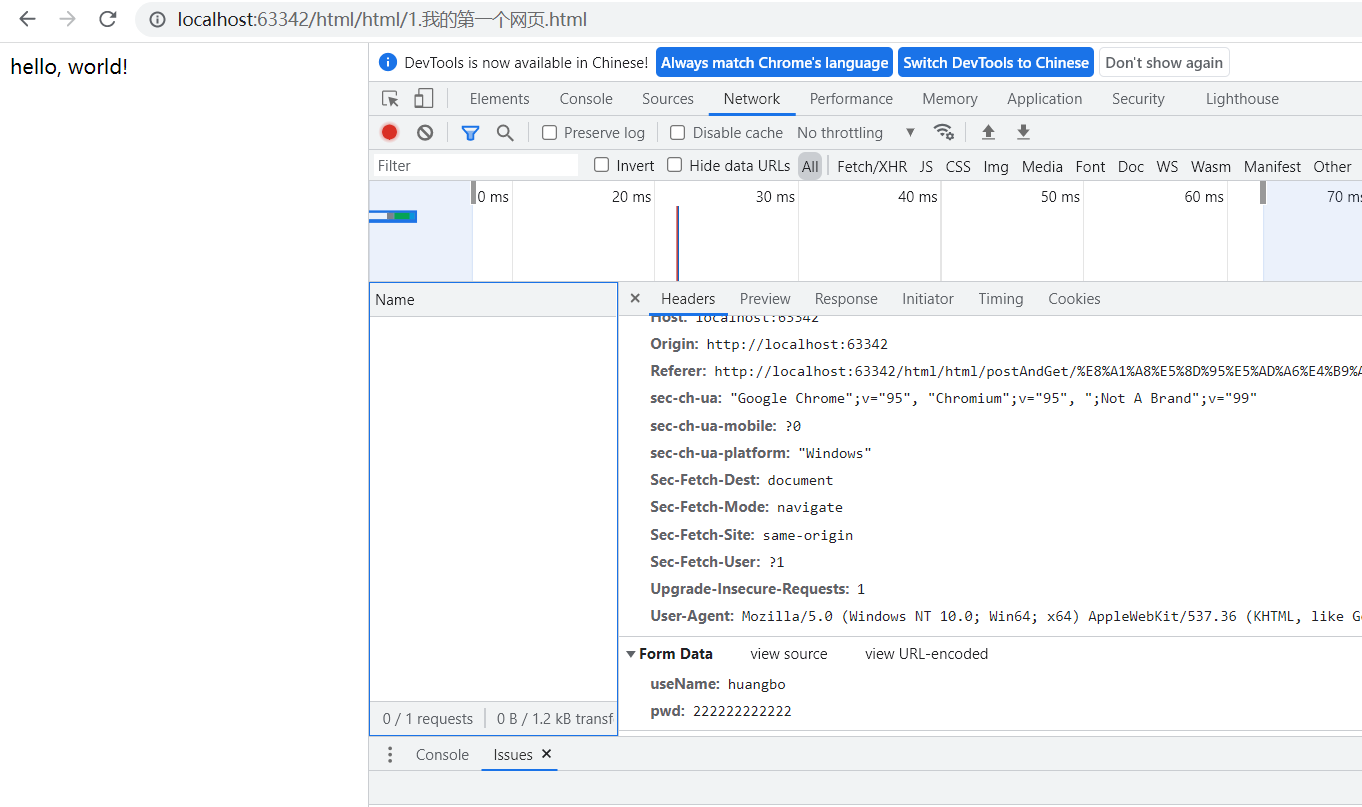 localhost:63342/html/html/1.我的第一个网页.html
hello, world!
DevTools is now available in Chinese! Always match Chrome's language Switch DevTools to Chinese Don't show again
Elements Console Sources Network Performance Memory Application Security Lighthouse
Preserve log Disable cache No throttling
Filter Invert Hide data URLs All Fetch/XHR JS CSS Img Media Font Doc WS Wasm Manifest Other
0 ms 20 ms 30 ms 40 ms 50 ms 60 ms 70 ms
Name
Headers Preview Response Initiator Timing Cookies
Host: localhost:63342
Origin: http://localhost:63342
Referer: http://localhost:63342/html/html/postAndGet/%E8%A1%A8%E5%8D%95%E5%AD%A6%E4%B9%A
sec-ch-ua: "Google Chrome";v="95", "Chromium";v="95", ";Not A Brand";v="99"
sec-ch-ua-mobile: ?0
sec-ch-ua-platform: "Windows"
Sec-Fetch-Dest: document
Sec-Fetch-Mode: navigate
Sec-Fetch-Site: same-origin
Sec-Fetch-User: ?1
Upgrade-Insecure-Requests: 1
User-Agent: Mozilla/5.0 (Windows NT 10.0; Win64; x64) AppleWebKit/537.36 (KHTML, like G
Form Data view source view URL-encoded
useName: huangbo
pwd: 222222222222
0 / 1 requests 0 B / 1.2 kB transf
Console Issues